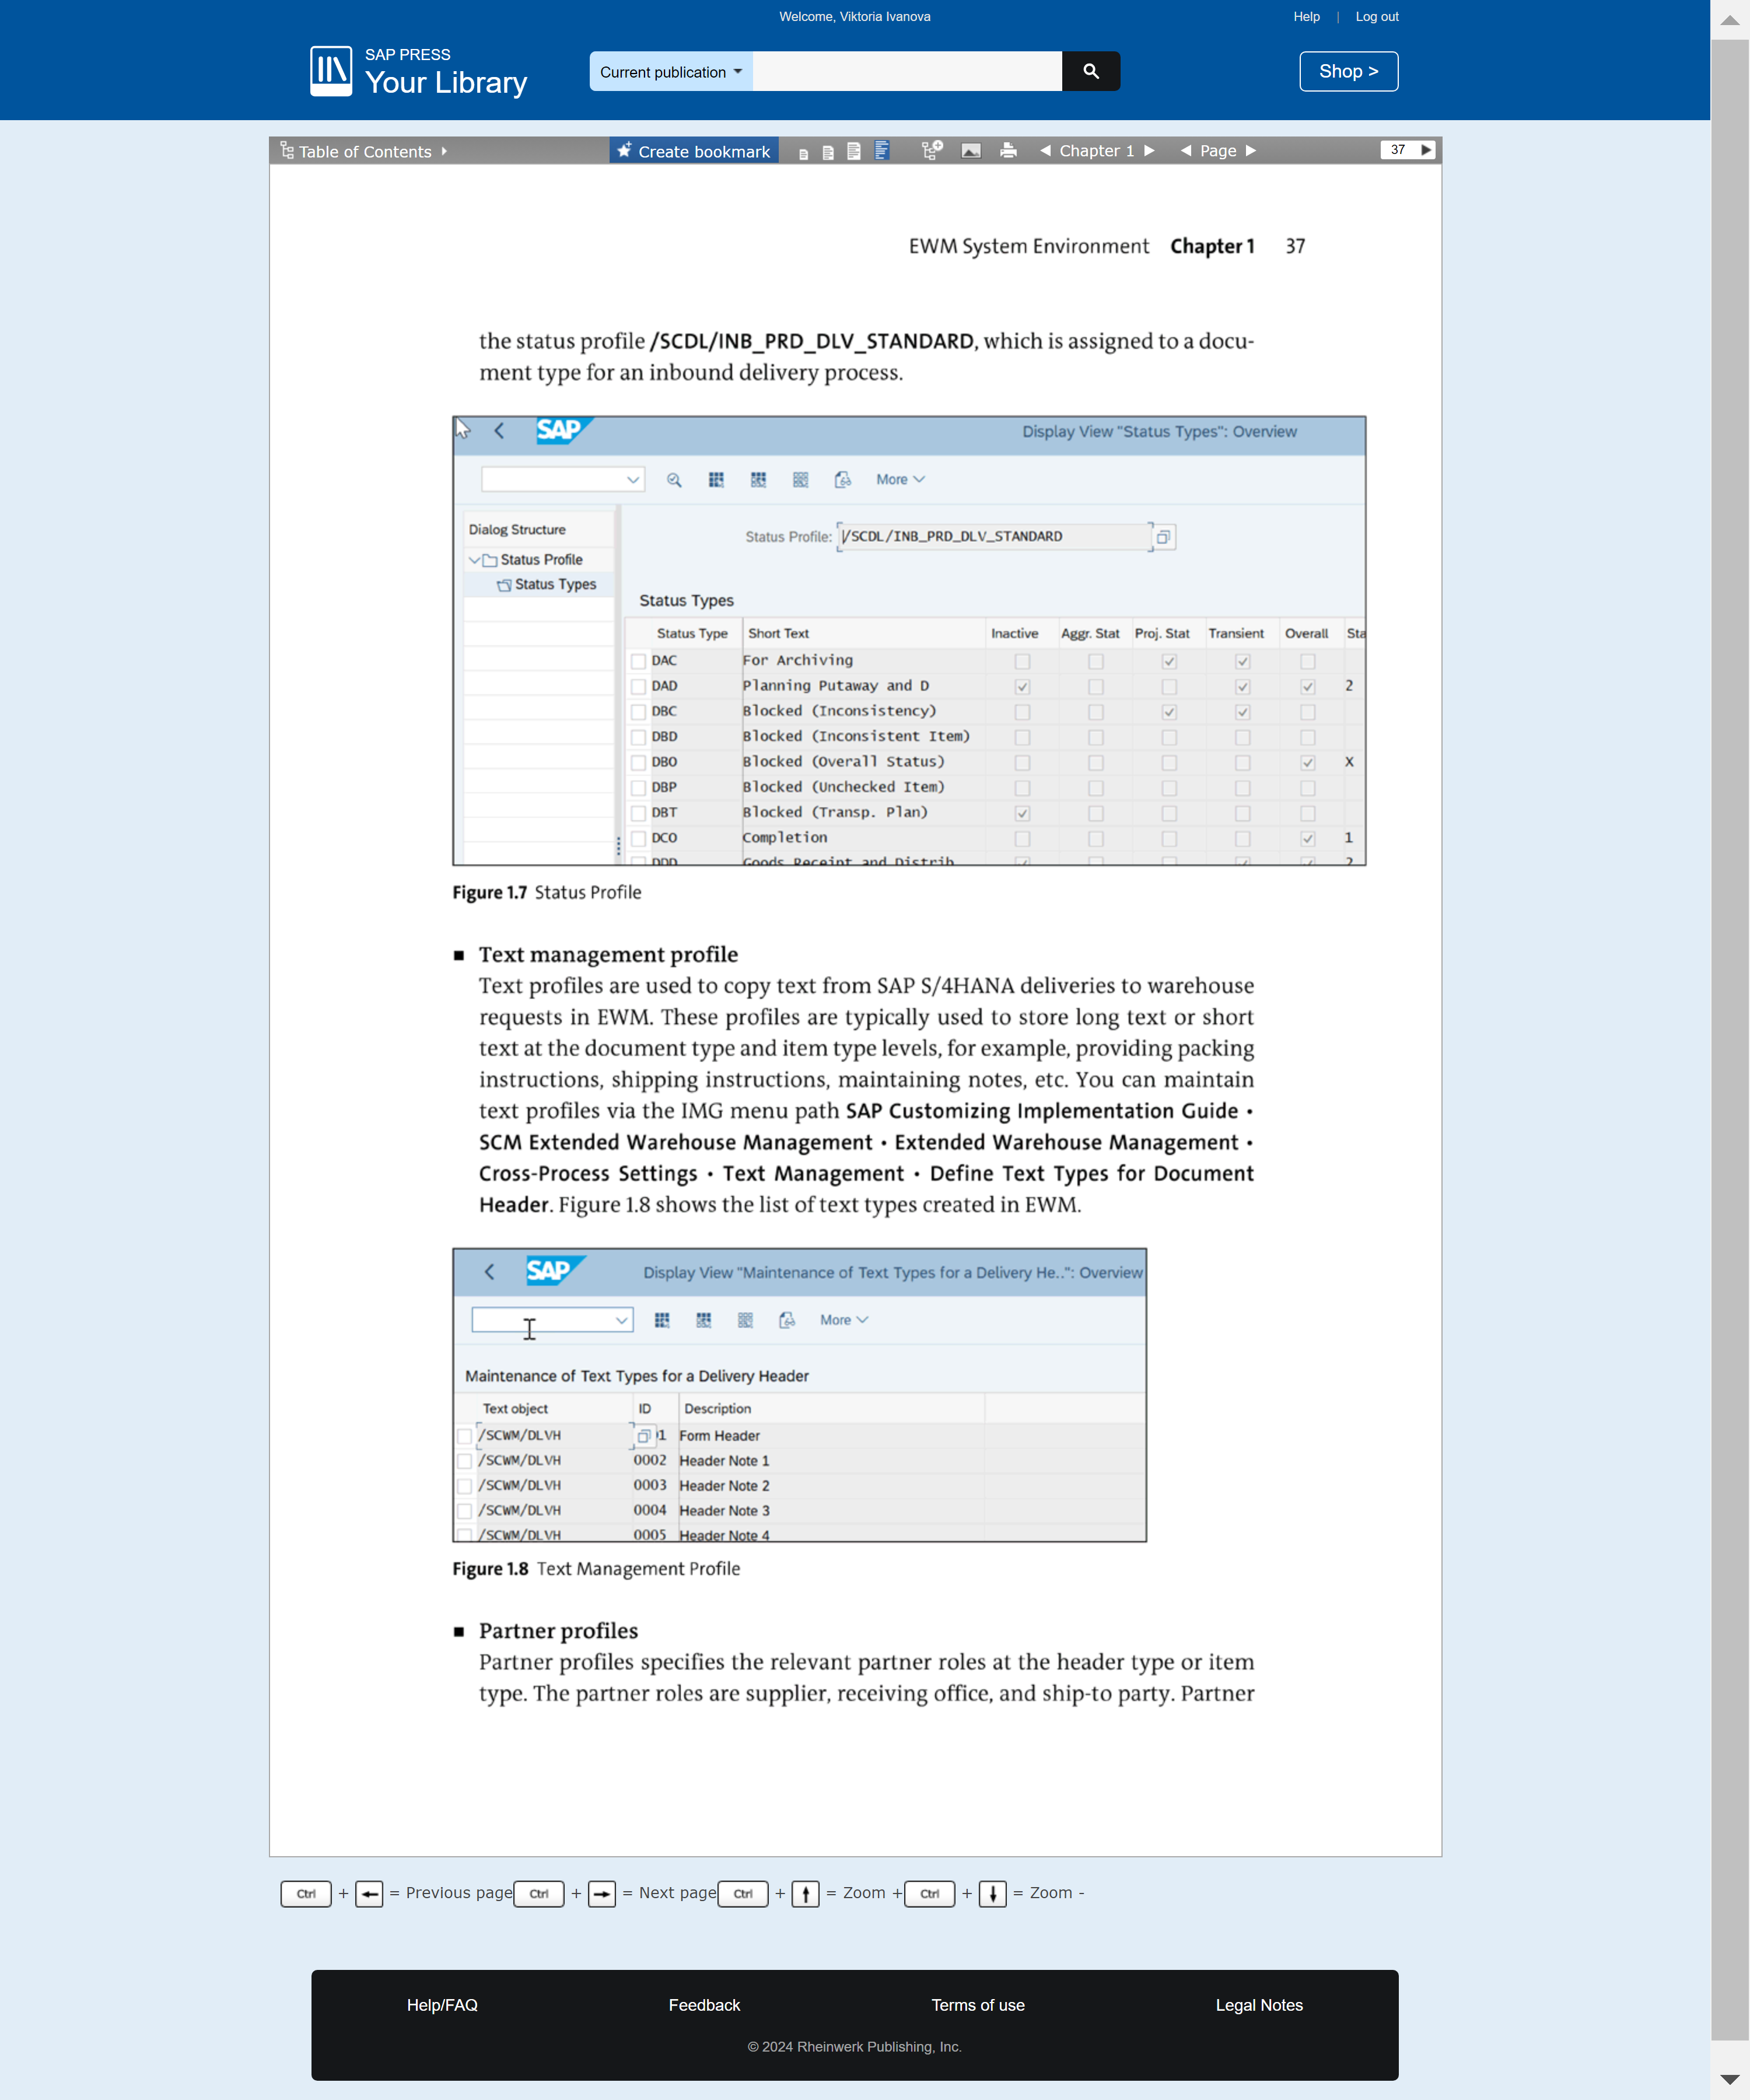 Welcome, Viktoria Ivanova
Help | Log out
SAP PRESS
Your Library
Current publication
Shop >
Table of Contents
Create bookmark
Chapter 1
Page
37
EWM System Environment Chapter 1 37
the status profile /SCDL/INB_PRD_DLV_STANDARD, which is assigned to a docu-
ment type for an inbound delivery process.
SAP
Display View "Status Types": Overview
More
Dialog Structure
Status Profile
Status Types
Status Profile: /SCDL/INB_PRD_DLV_STANDARD
Status Types
Status Type Short Text Inactive Aggr. Stat Proj. Stat Transient Overall Sta
DAC For Archiving
DAD Planning Putaway and D 2
DBC Blocked (Inconsistency)
DBD Blocked (Inconsistent Item)
DBO Blocked (Overall Status) X
DBP Blocked (Unchecked Item)
DBT Blocked (Transp. Plan)
DCO Completion 1
DDD Goods Receipt and Distrib 2
Figure 1.7 Status Profile
■ Text management profile
Text profiles are used to copy text from SAP S/4HANA deliveries to warehouse
requests in EWM. These profiles are typically used to store long text or short
text at the document type and item type levels, for example, providing packing
instructions, shipping instructions, maintaining notes, etc. You can maintain
text profiles via the IMG menu path SAP Customizing Implementation Guide •
SCM Extended Warehouse Management • Extended Warehouse Management •
Cross-Process Settings • Text Management • Define Text Types for Document
Header. Figure 1.8 shows the list of text types created in EWM.
SAP
Display View "Maintenance of Text Types for a Delivery He..": Overview
More
Maintenance of Text Types for a Delivery Header
Text object ID Description
/SCWM/DLVH 1 Form Header
/SCWM/DLVH 0002 Header Note 1
/SCWM/DLVH 0003 Header Note 2
/SCWM/DLVH 0004 Header Note 3
/SCWM/DLVH 0005 Header Note 4
Figure 1.8 Text Management Profile
■ Partner profiles
Partner profiles specifies the relevant partner roles at the header type or item
type. The partner roles are supplier, receiving office, and ship-to party. Partner
Ctrl + ← = Previous page Ctrl + → = Next page Ctrl + ↑ = Zoom + Ctrl + ↓ = Zoom -
Help/FAQ Feedback Terms of use Legal Notes
© 2024 Rheinwerk Publishing, Inc.